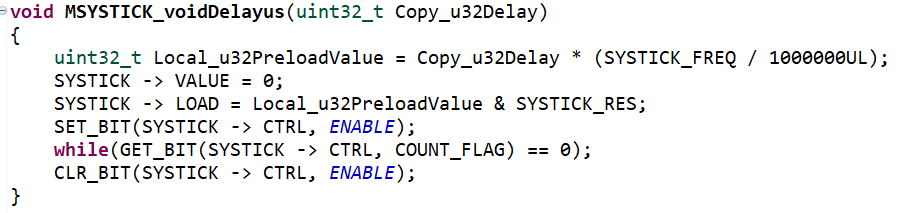 void MSYSTICK_voidDelayus(uint32_t Copy_u32Delay)
{
    uint32_t Local_u32PreloadValue = Copy_u32Delay * (SYSTICK_FREQ / 1000000UL);
    SYSTICK -> VALUE = 0;
    SYSTICK -> LOAD = Local_u32PreloadValue & SYSTICK_RES;
    SET_BIT(SYSTICK -> CTRL, ENABLE);
    while(GET_BIT(SYSTICK -> CTRL, COUNT_FLAG) == 0);
    CLR_BIT(SYSTICK -> CTRL, ENABLE);
}